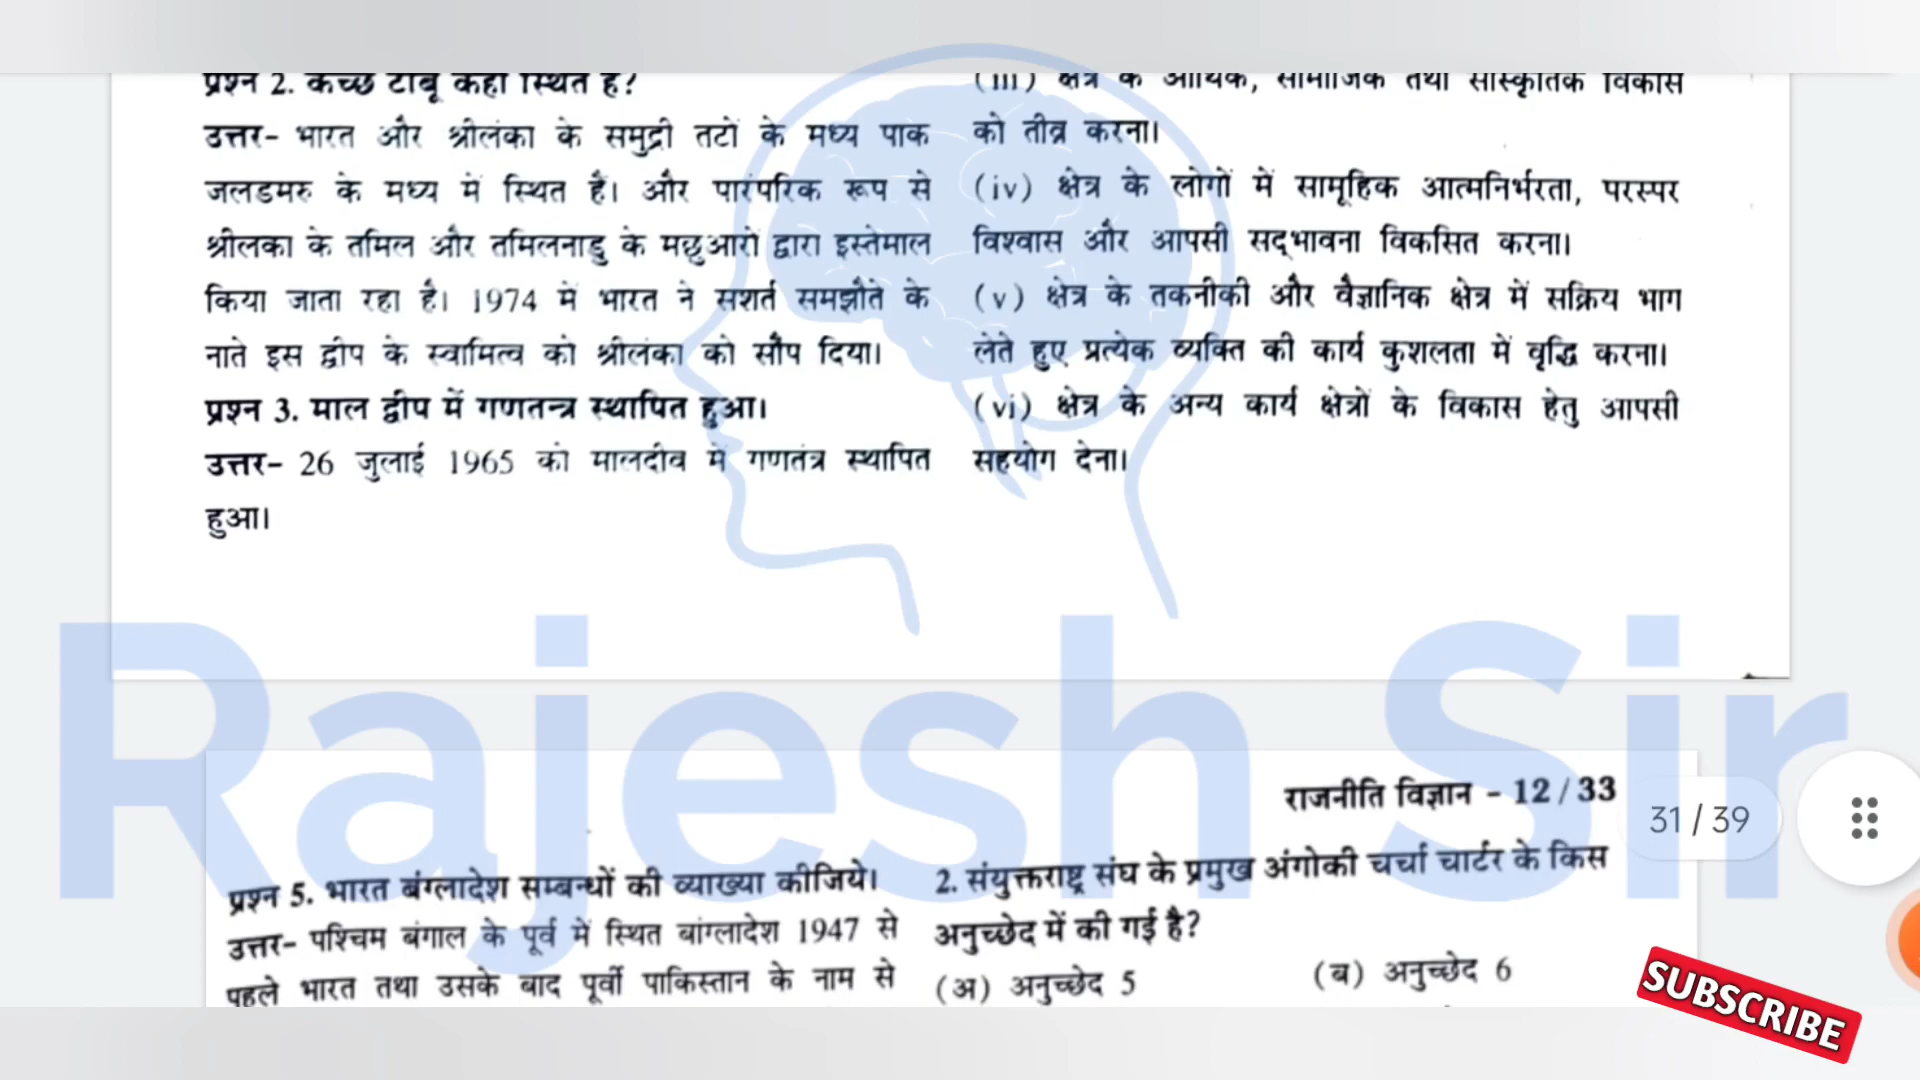 प्रश्न 2. कच्छ टाबू कहाँ स्थित है?
उत्तर- भारत और श्रीलंका के समुद्री तटों के मध्य पाक
जलडमरु के मध्य में स्थित है। और पारंपरिक रूप से
श्रीलका के तमिल और तमिलनाडु के मछुआरों द्वारा इस्तेमाल
किया जाता रहा है। 1974 में भारत ने सशर्त समझौते के
नाते इस द्वीप के स्वामित्व को श्रीलंका को सौंप दिया।
प्रश्न 3. माल द्वीप में गणतन्त्र स्थापित हुआ।
उत्तर- 26 जुलाई 1965 को मालदीव में गणतंत्र स्थापित
हुआ।
(iii) क्षेत्र के आर्थिक, सामाजिक तथा सांस्कृतिक विकास
को तीव्र करना।
(iv) क्षेत्र के लोगों में सामूहिक आत्मनिर्भरता, परस्पर
विश्वास और आपसी सद्भावना विकसित करना।
(v) क्षेत्र के तकनीकी और वैज्ञानिक क्षेत्र में सक्रिय भाग
लेते हुए प्रत्येक व्यक्ति की कार्य कुशलता में वृद्धि करना।
(vi) क्षेत्र के अन्य कार्य क्षेत्रों के विकास हेतु आपसी
सहयोग देना।
Rajesh Sir
राजनीति विज्ञान - 12 / 33
31 / 39
प्रश्न 5. भारत बंग्लादेश सम्बन्धों की व्याख्या कीजिये।
उत्तर- पश्चिम बंगाल के पूर्व में स्थित बांग्लादेश 1947 से
पहले भारत तथा उसके बाद पूर्वी पाकिस्तान के नाम से
2. संयुक्तराष्ट्र संघ के प्रमुख अंगोकी चर्चा चार्टर के किस
अनुच्छेद में की गई है?
(अ) अनुच्छेद 5
(ब) अनुच्छेद 6
SUBSCRIBE